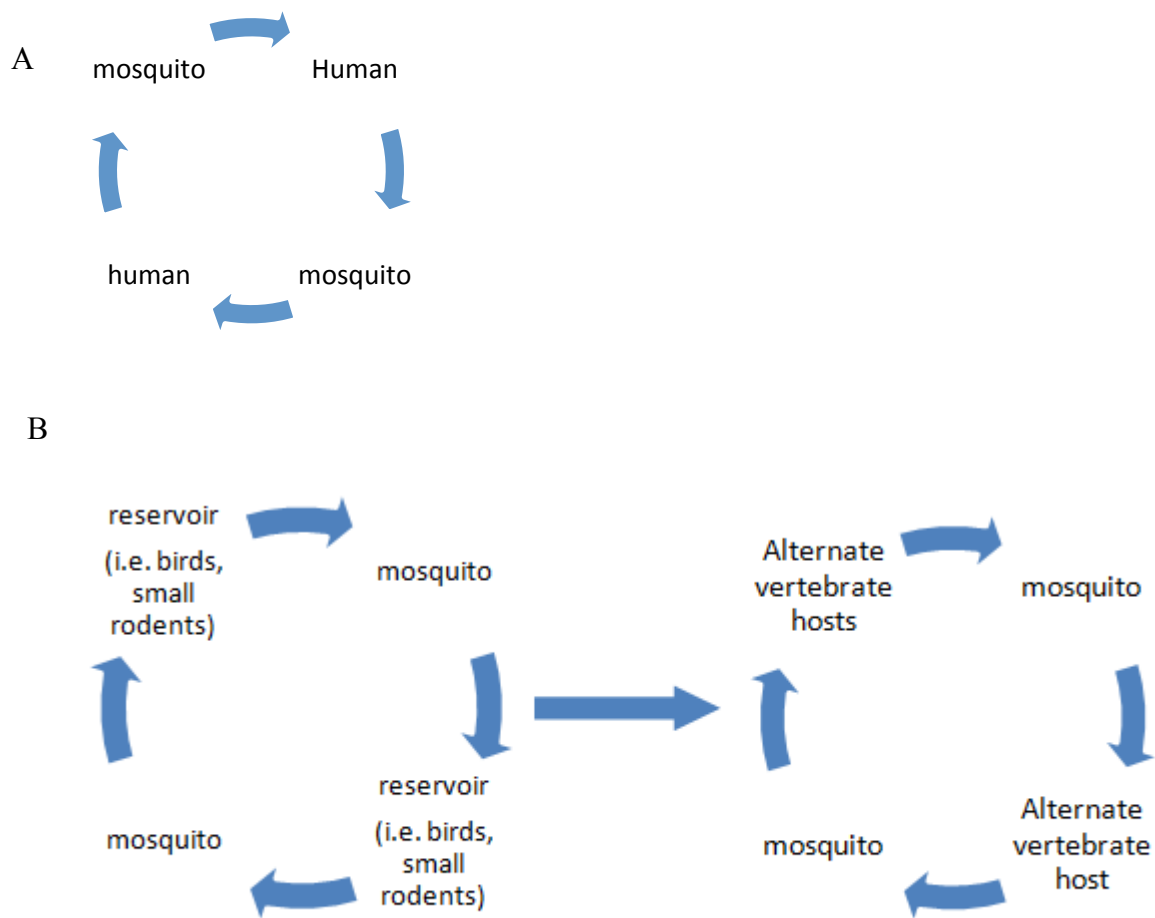 A
mosquito
Human
human
mosquito
B
reservoir
(i.e. birds,
small
rodents)
mosquito
mosquito
reservoir
(i.e. birds,
small
rodents)
Alternate
vertebrate
hosts
mosquito
mosquito
Alternate
vertebrate
host